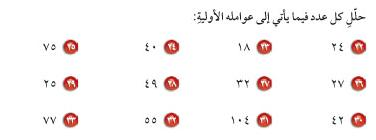 حلّلِ كل عدد فيما يأتي إلى عوامله الأولية:
٢٢ ٢٤ ٢٣ ١٨ ٢٤ ٤٠ ٢٥ ٧٥
٢٦ ٢٧ ٢٧ ٣٢ ٢٨ ٤٩ ٢٩ ٢٥
٣٠ ٤٢ ٣١ ١٠٤ ٣٢ ٥٥ ٣٣ ٧٧